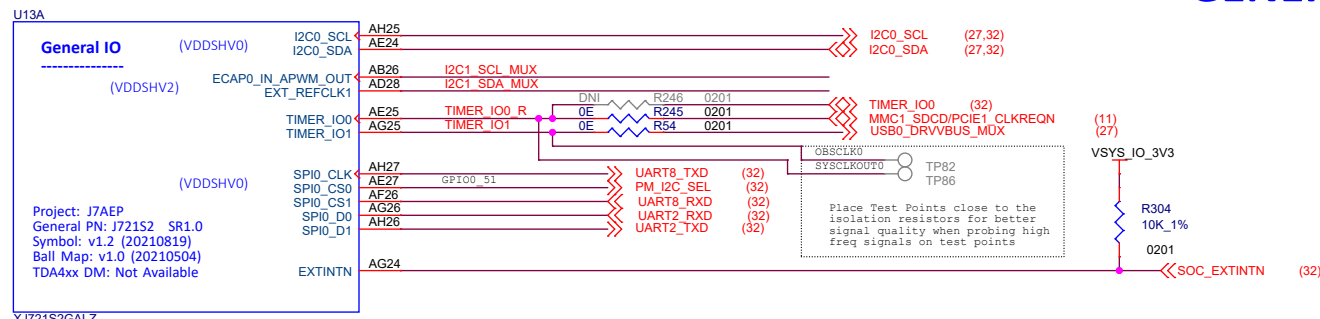 U13A
General IO
---------------
(VDDSHV0)
(VDDSHV2)
(VDDSHV0)
I2C0_SCL AH25 I2C0_SCL (27,32)
I2C0_SDA AE24 I2C0_SDA (27,32)
ECAP0_IN_APWM_OUT AB26 I2C1_SCL_MUX
EXT_REFCLK1 AD28 I2C1_SDA_MUX
DNI R246 0201 TIMER_IO0 (32)
TIMER_IO0 AE25 TIMER_IO0_R 0E R245 0201 MMC1_SDCD/PCIE1_CLKREQN (11)
TIMER_IO1 AG25 TIMER_IO1 0E R54 0201 USB0_DRVVBUS_MUX (27)
OBSCLK0
SYSCLKOUT0
TP82
TP86
VSYS_IO_3V3
SPI0_CLK AH27 UART8_TXD (32)
SPI0_CS0 AE27 GPIO0_51 PM_I2C_SEL (32)
SPI0_CS1 AF26 UART8_RXD (32)
SPI0_D0 AG26 UART2_RXD (32)
SPI0_D1 AH26 UART2_TXD (32)
Place Test Points close to the
isolation resistors for better
signal quality when probing high
freq signals on test points
R304
10K_1%
0201
Project: J7AEP
General PN: J721S2 SR1.0
Symbol: v1.2 (20210819)
Ball Map: v1.0 (20210504)
TDA4xx DM: Not Available
EXTINTN AG24 SOC_EXTINTN (32)
XJ721S2GALZ